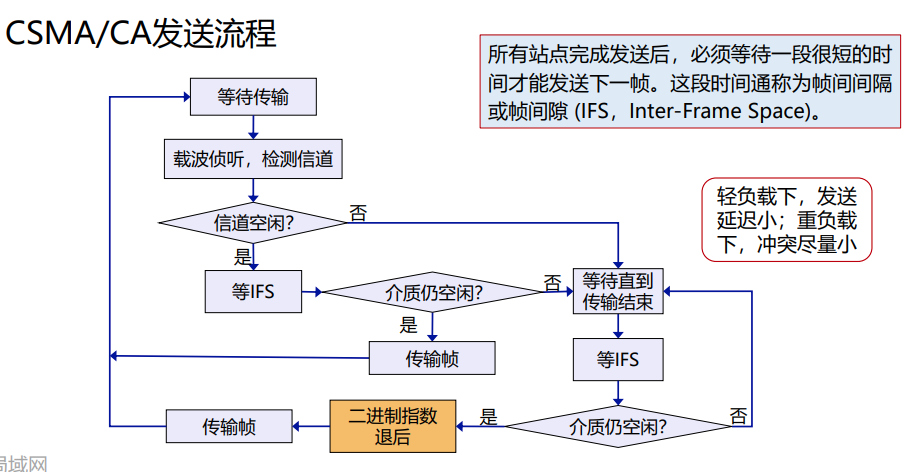 CSMA/CA发送流程
所有站点完成发送后，必须等待一段很短的时
间才能发送下一帧。这段时间通称为帧间间隔
或帧间隙 (IFS，Inter-Frame Space)。
等待传输
载波侦听，检测信道
信道空闲?
否
是
轻负载下，发送
延迟小；重负载
下，冲突尽量小
等IFS
介质仍空闲?
否
是
等待直到
传输结束
传输帧
等IFS
介质仍空闲?
否
是
二进制指数
退后
传输帧
局域网